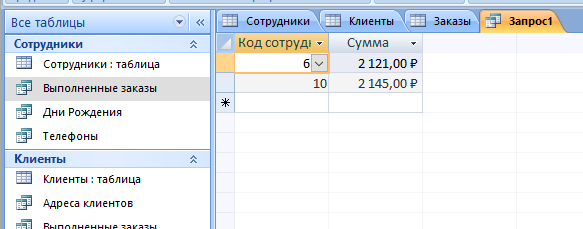 Все таблицы
Сотрудники
Сотрудники : таблица
Выполненные заказы
Дни Рождения
Телефоны
Клиенты
Клиенты : таблица
Адреса клиентов
Выполненные заказы
Сотрудники Клиенты Заказы Запрос1
Код сотрудн Сумма
6 2 121,00 ₽
10 2 145,00 ₽